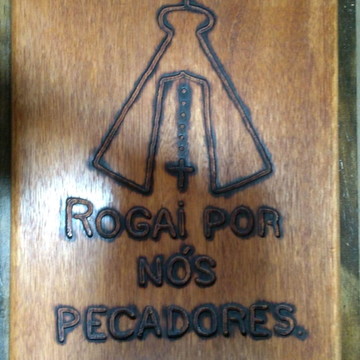 ROGAi POR
NÓS
PECADORES.